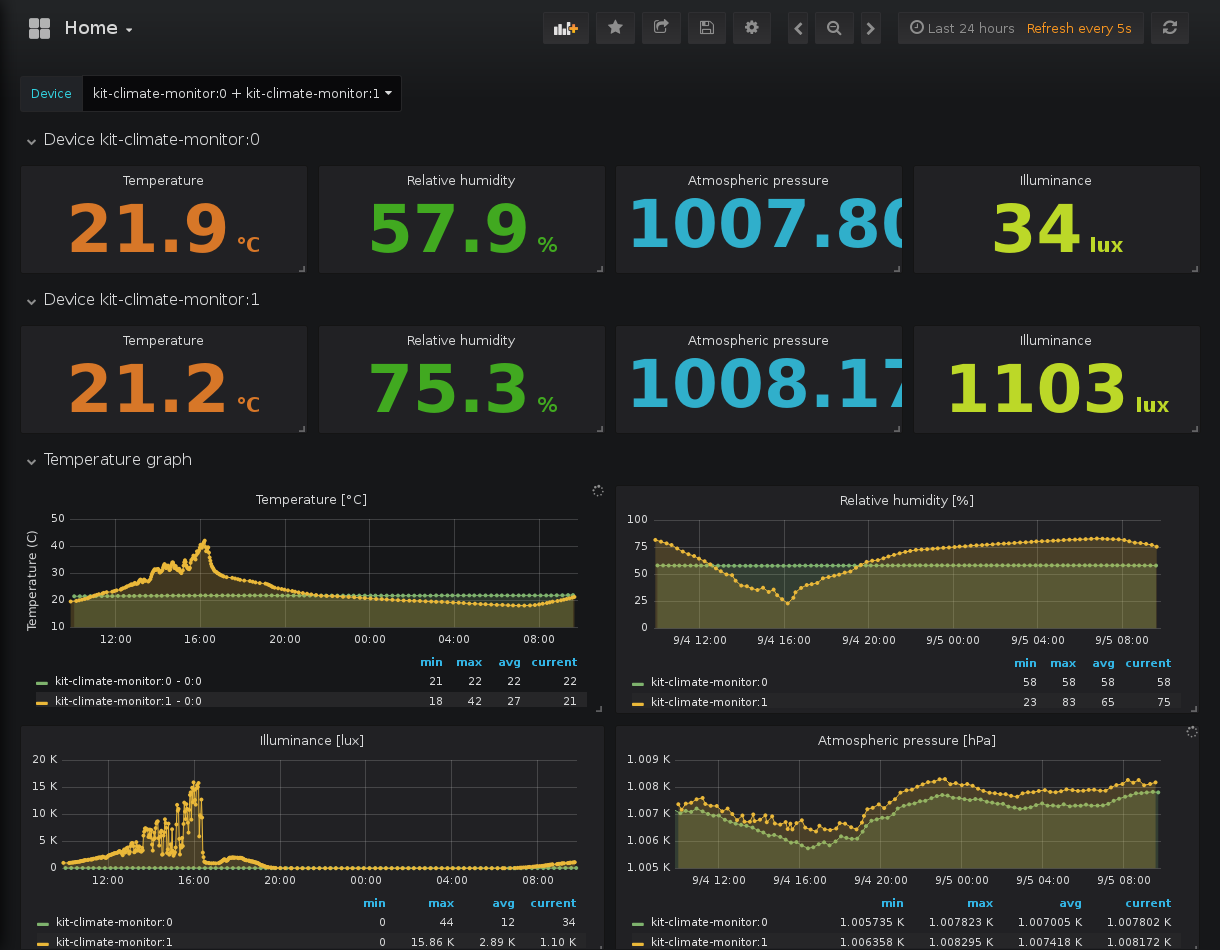 Home
Last 24 hours Refresh every 5s
Device kit-climate-monitor:0 + kit-climate-monitor:1
Device kit-climate-monitor:0
Temperature Relative humidity Atmospheric pressure Illuminance
21.9 °C 57.9 % 1007.80 34 lux
Device kit-climate-monitor:1
Temperature Relative humidity Atmospheric pressure Illuminance
21.2 °C 75.3 % 1008.17 1103 lux
Temperature graph
Temperature [°C]
Temperature (C)
50
40
30
20
10
12:00 16:00 20:00 00:00 04:00 08:00
min max avg current
kit-climate-monitor:0 - 0:0 21 22 22 22
kit-climate-monitor:1 - 0:0 18 42 27 21
Relative humidity [%]
100
75
50
25
0
9/4 12:00 9/4 16:00 9/4 20:00 9/5 00:00 9/5 04:00 9/5 08:00
min max avg current
kit-climate-monitor:0 58 58 58 58
kit-climate-monitor:1 23 83 65 75
Illuminance [lux]
20 K
15 K
10 K
5 K
0
12:00 16:00 20:00 00:00 04:00 08:00
min max avg current
kit-climate-monitor:0 0 44 12 34
kit-climate-monitor:1 0 15.86 K 2.89 K 1.10 K
Atmospheric pressure [hPa]
1.009 K
1.008 K
1.007 K
1.006 K
1.005 K
9/4 12:00 9/4 16:00 9/4 20:00 9/5 00:00 9/5 04:00 9/5 08:00
min max avg current
kit-climate-monitor:0 1.005735 K 1.007823 K 1.007005 K 1.007802 K
kit-climate-monitor:1 1.006358 K 1.008295 K 1.007418 K 1.008172 K